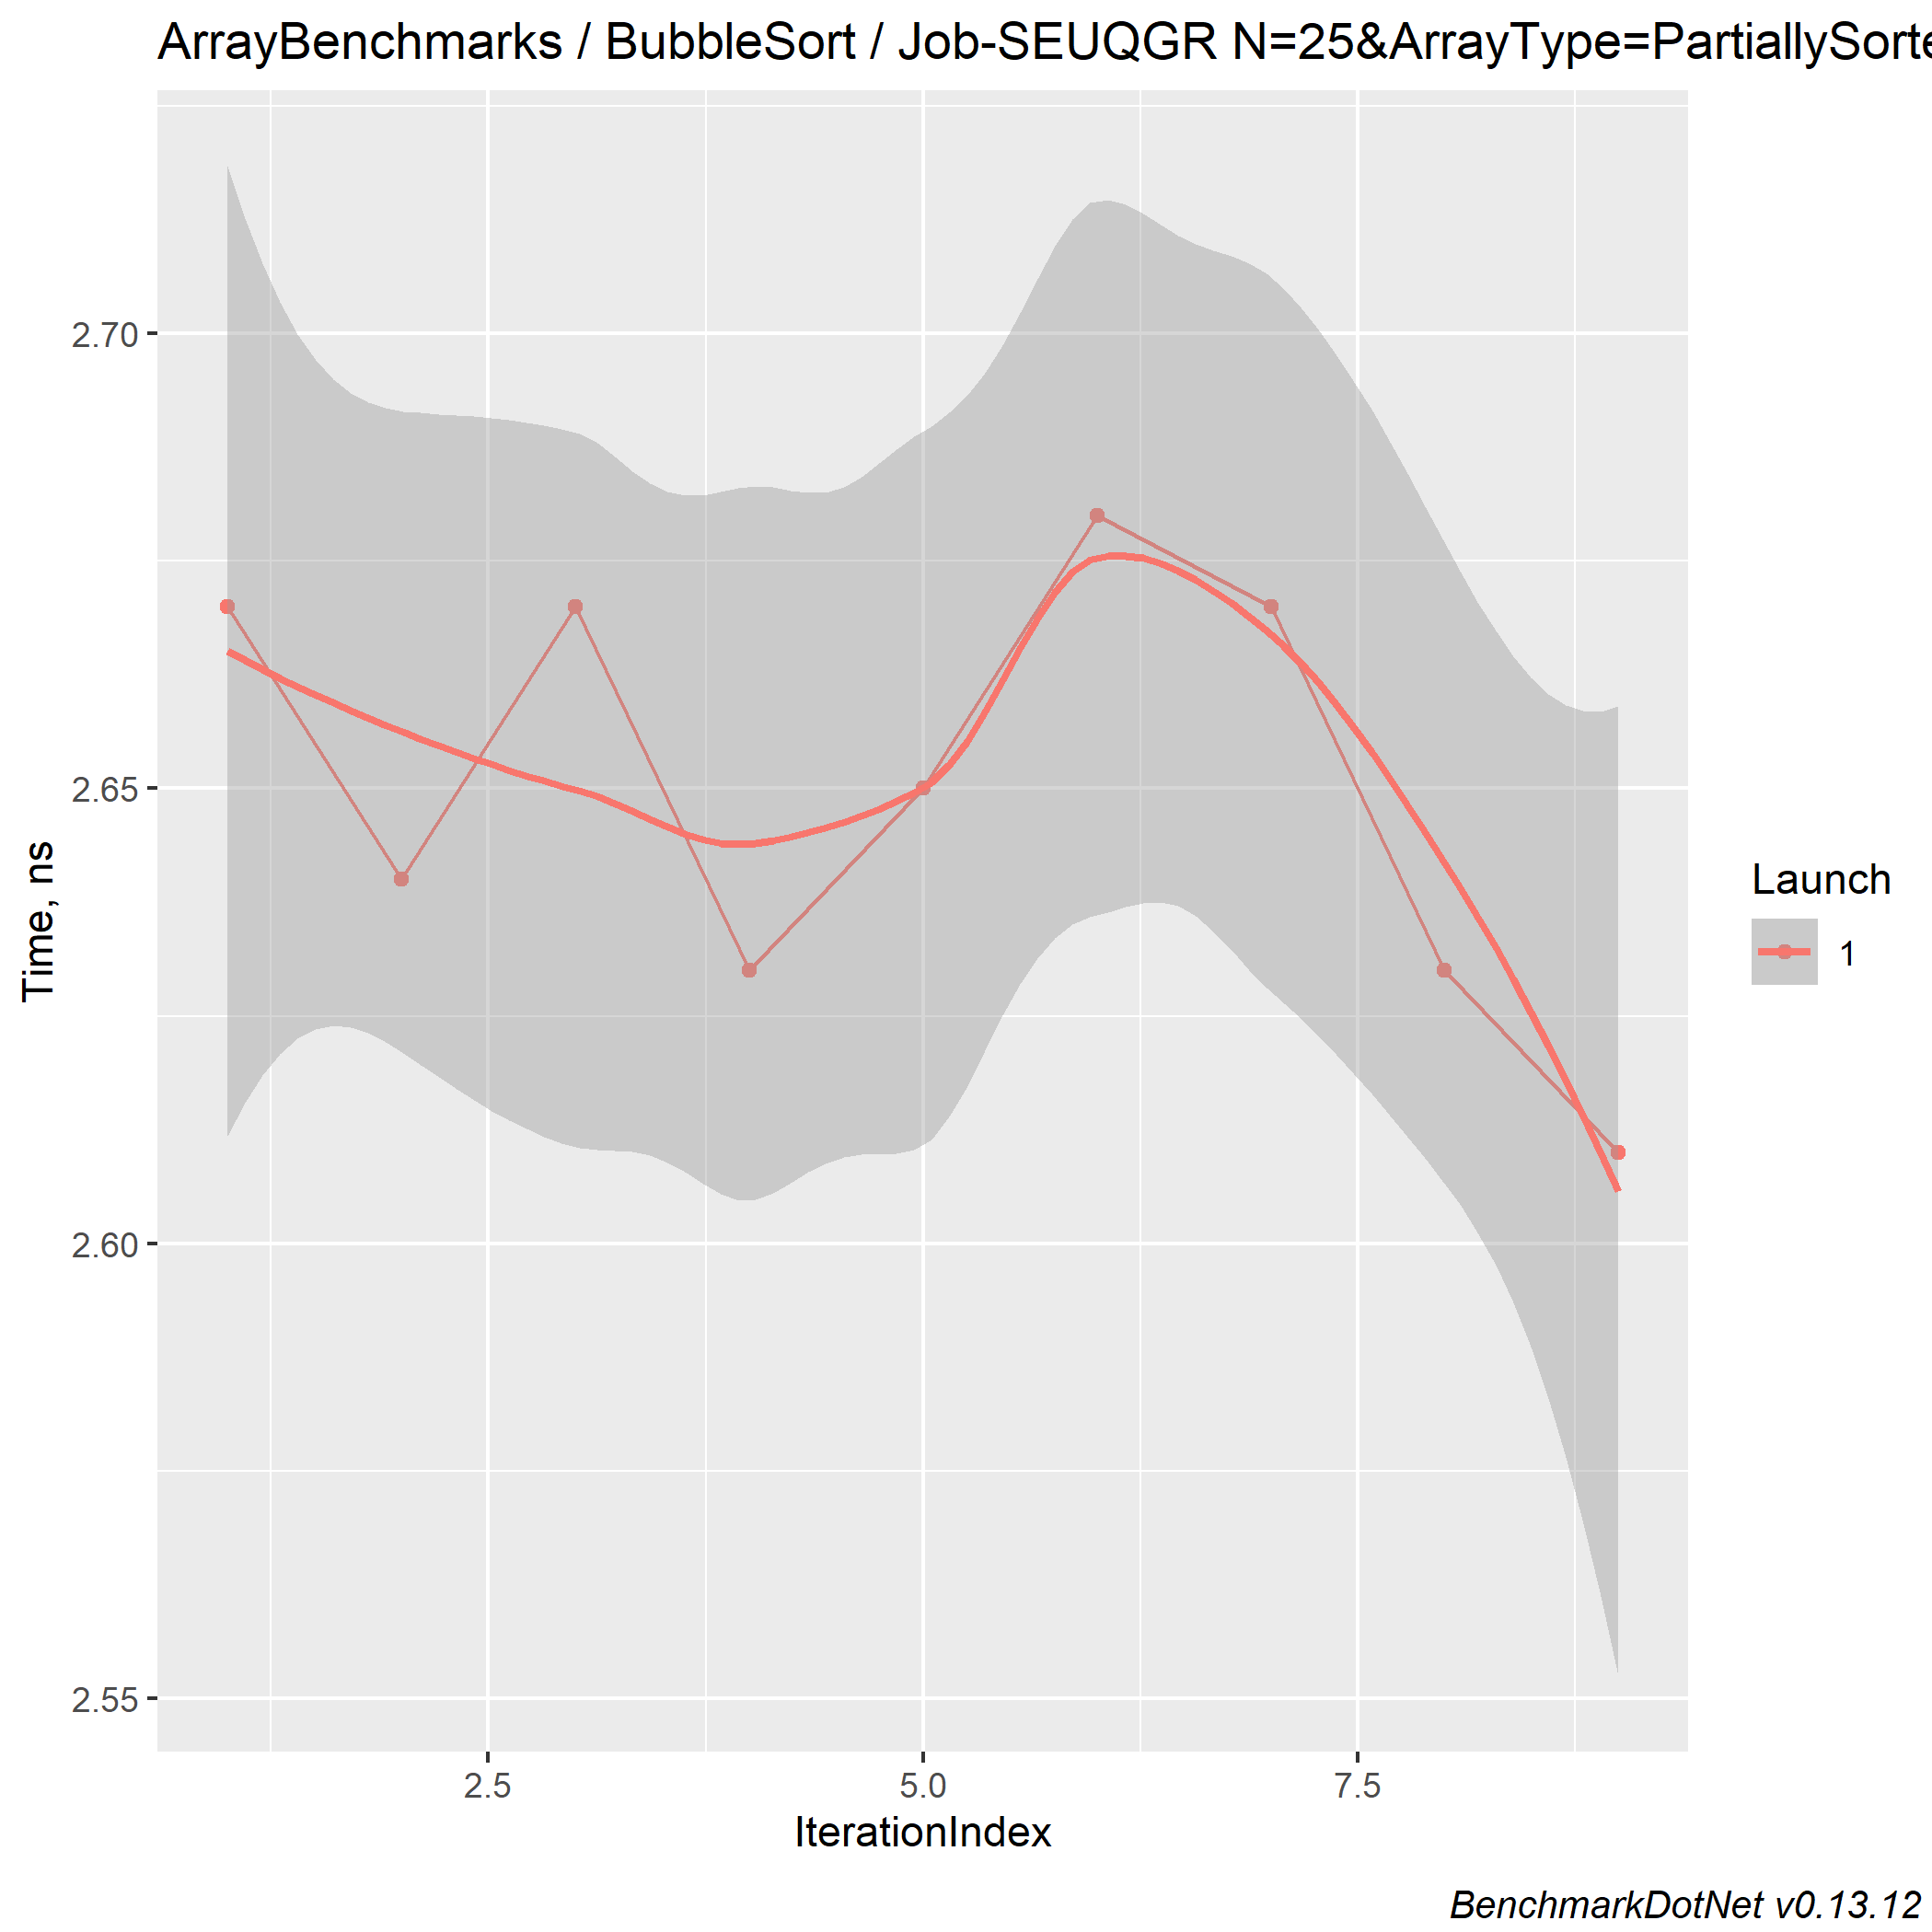 ArrayBenchmarks / BubbleSort / Job-SEUQGR N=25&ArrayType=PartiallySorte
2.70
2.65
2.60
2.55
Time, ns
2.5
5.0
7.5
IterationIndex
Launch
1
BenchmarkDotNet v0.13.12